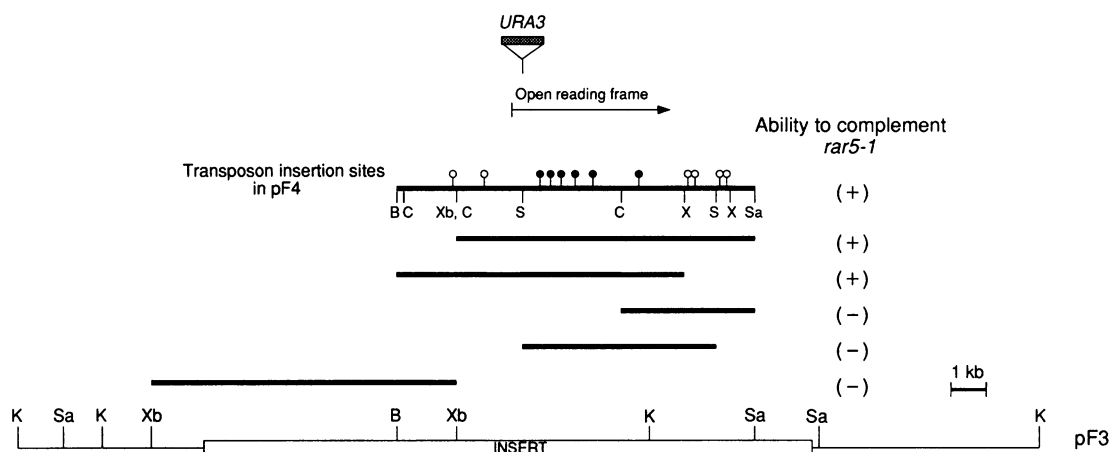 URA3
Open reading frame
Ability to complement
rar5-1
Transposon insertion sites
in pF4
(+)
B C Xb, C S C X S X Sa
(+)
(+)
(−)
(−)
(−)
1 kb
K Sa K Xb B Xb K Sa Sa K
INSERT
pF3